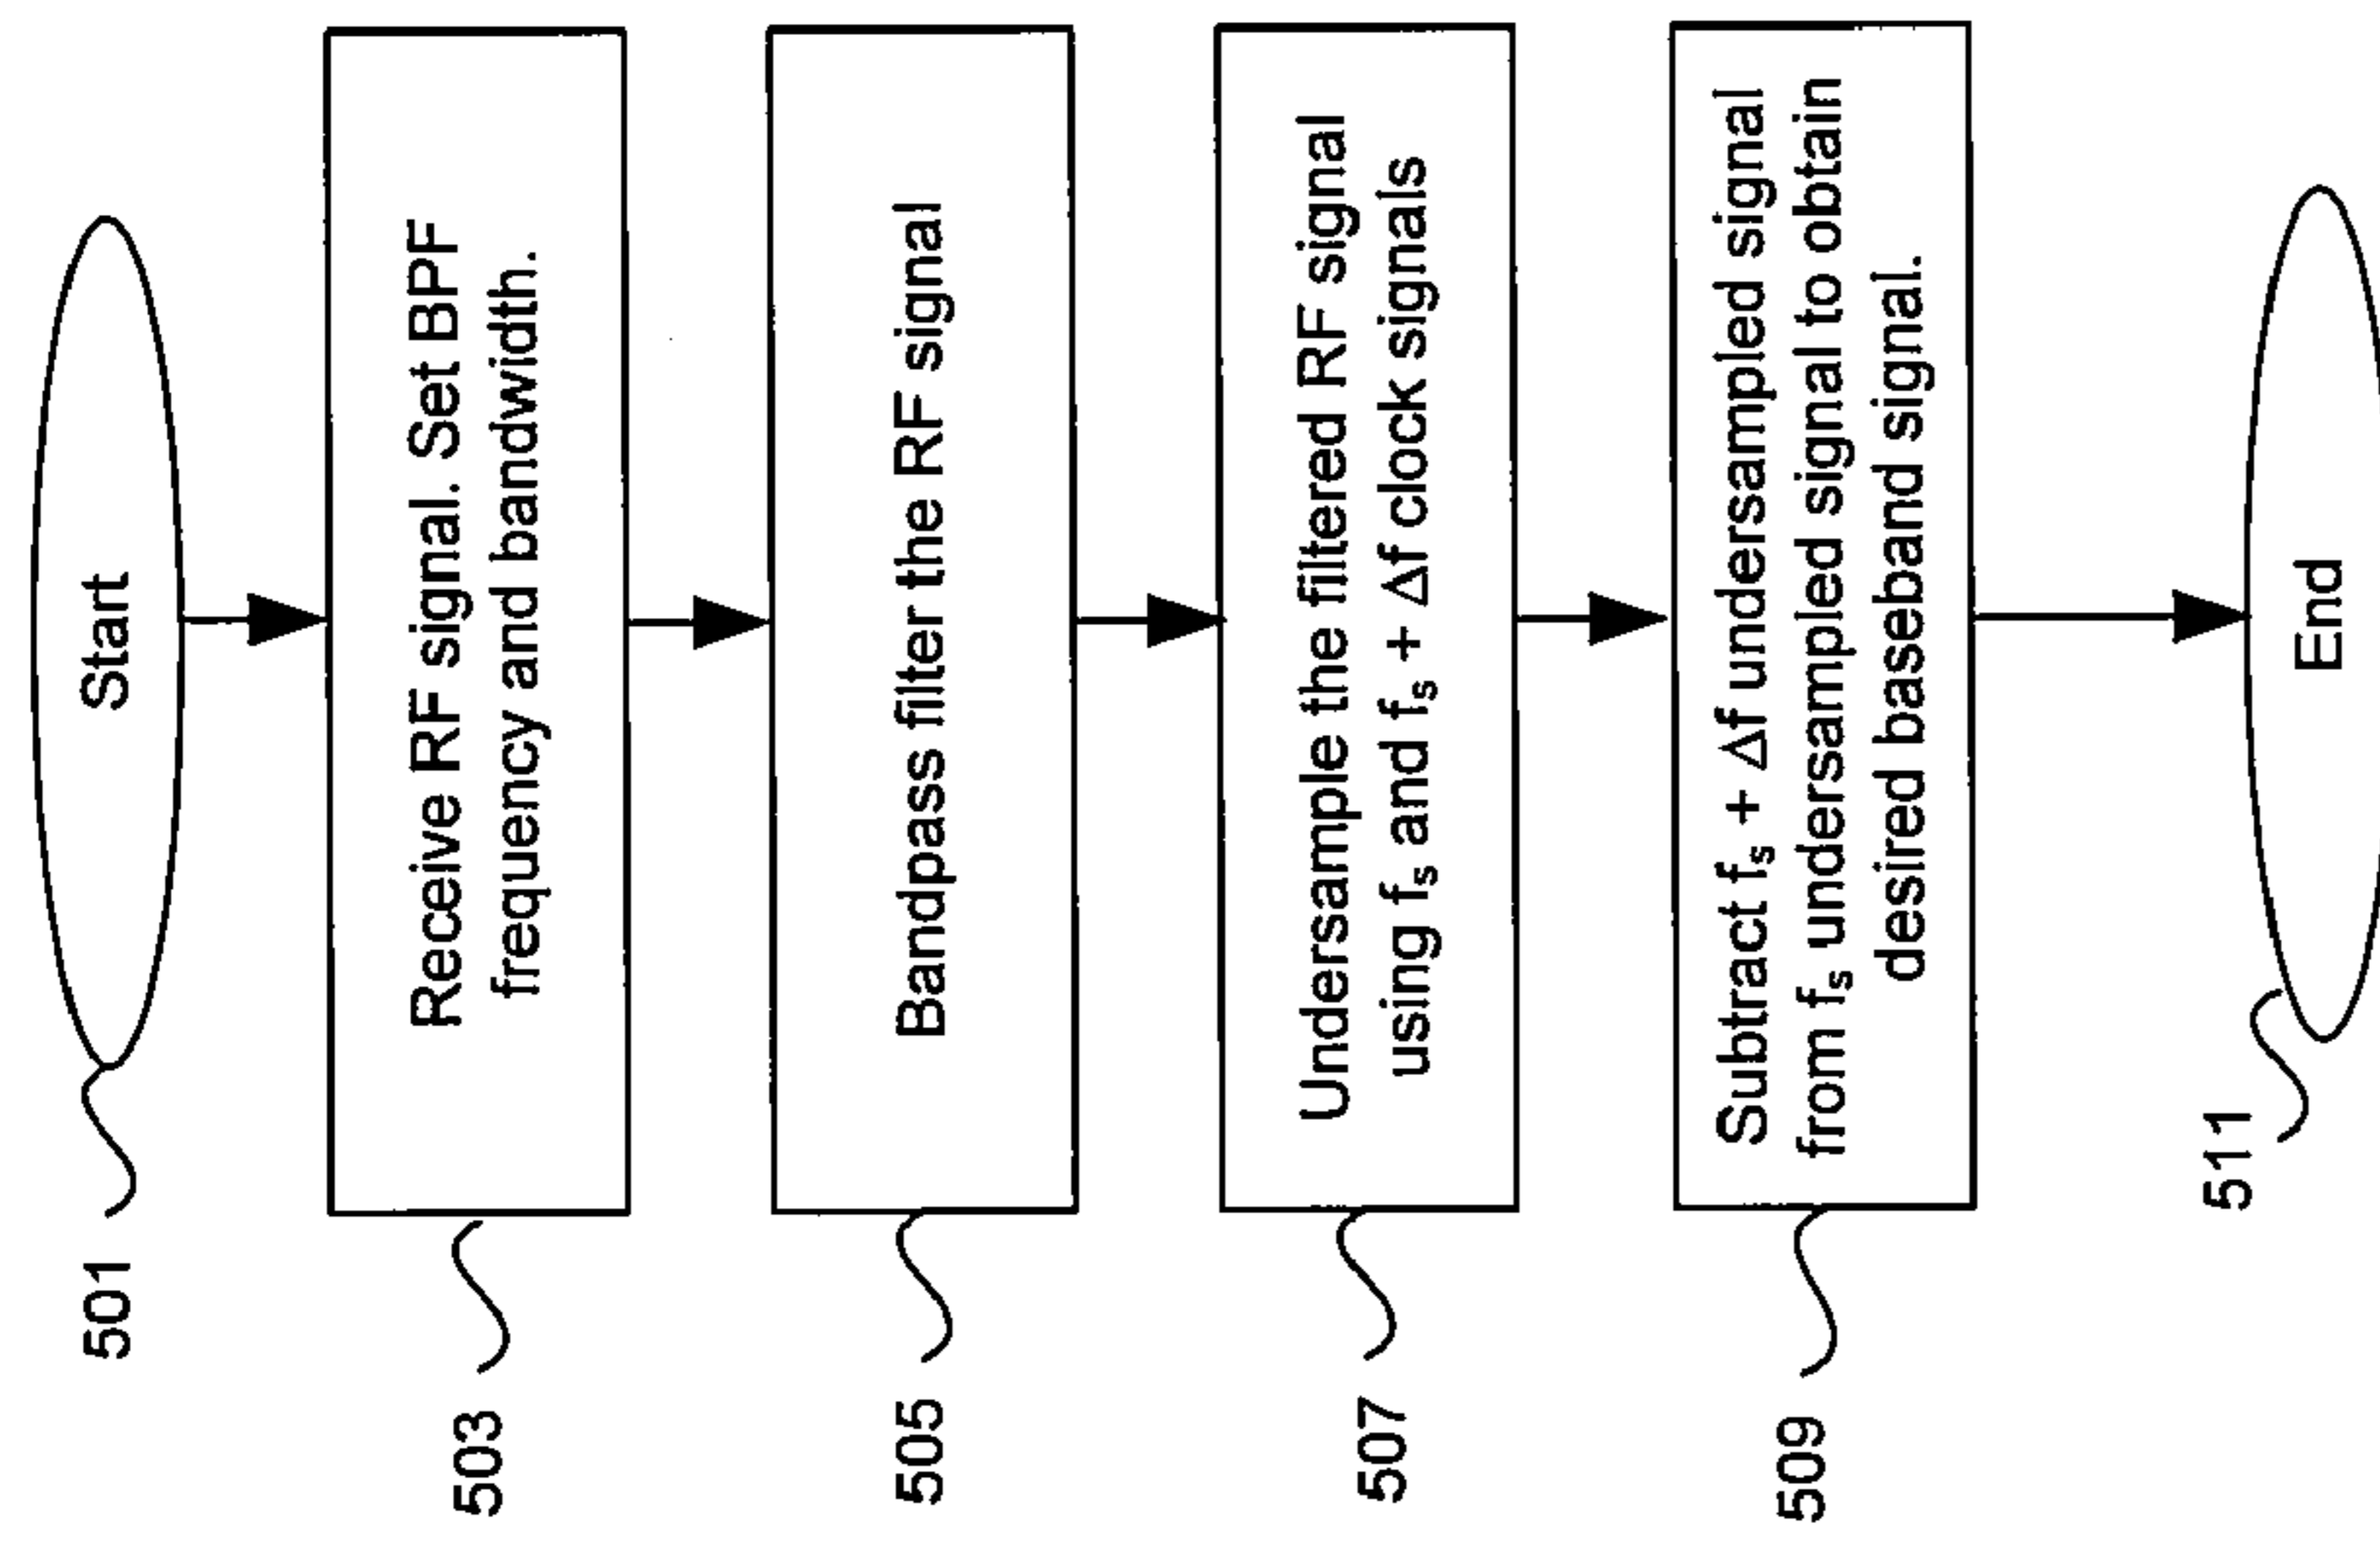 501
Start
503
Receive RF signal. Set BPF
frequency and bandwidth.
505
Bandpass filter the RF signal
507
Undersample the filtered RF signal
using fₛ and fₛ + Δf clock signals
509
Subtract fₛ + Δf undersampled signal
from fₛ undersampled signal to obtain
desired baseband signal.
511
End